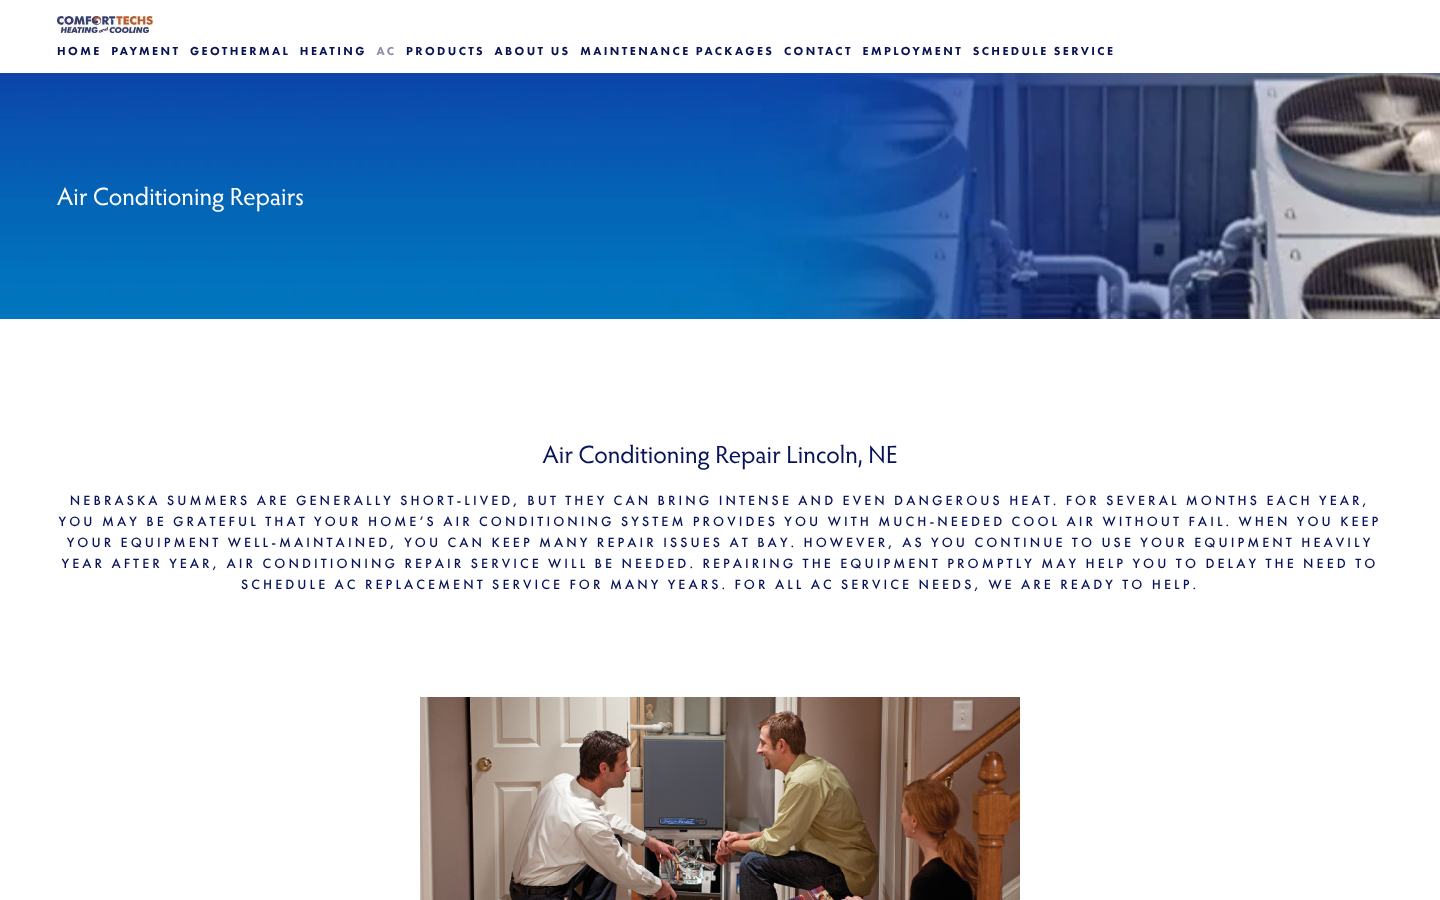 COMFORT TECHS
HEATING and COOLING
HOME PAYMENT GEOTHERMAL HEATING AC PRODUCTS ABOUT US MAINTENANCE PACKAGES CONTACT EMPLOYMENT SCHEDULE SERVICE
Air Conditioning Repairs
Air Conditioning Repair Lincoln, NE
NEBRASKA SUMMERS ARE GENERALLY SHORT-LIVED, BUT THEY CAN BRING INTENSE AND EVEN DANGEROUS HEAT. FOR SEVERAL MONTHS EACH YEAR,
YOU MAY BE GRATEFUL THAT YOUR HOME’S AIR CONDITIONING SYSTEM PROVIDES YOU WITH MUCH-NEEDED COOL AIR WITHOUT FAIL. WHEN YOU KEEP
YOUR EQUIPMENT WELL-MAINTAINED, YOU CAN KEEP MANY REPAIR ISSUES AT BAY. HOWEVER, AS YOU CONTINUE TO USE YOUR EQUIPMENT HEAVILY
YEAR AFTER YEAR, AIR CONDITIONING REPAIR SERVICE WILL BE NEEDED. REPAIRING THE EQUIPMENT PROMPTLY MAY HELP YOU TO DELAY THE NEED TO
SCHEDULE AC REPLACEMENT SERVICE FOR MANY YEARS. FOR ALL AC SERVICE NEEDS, WE ARE READY TO HELP.